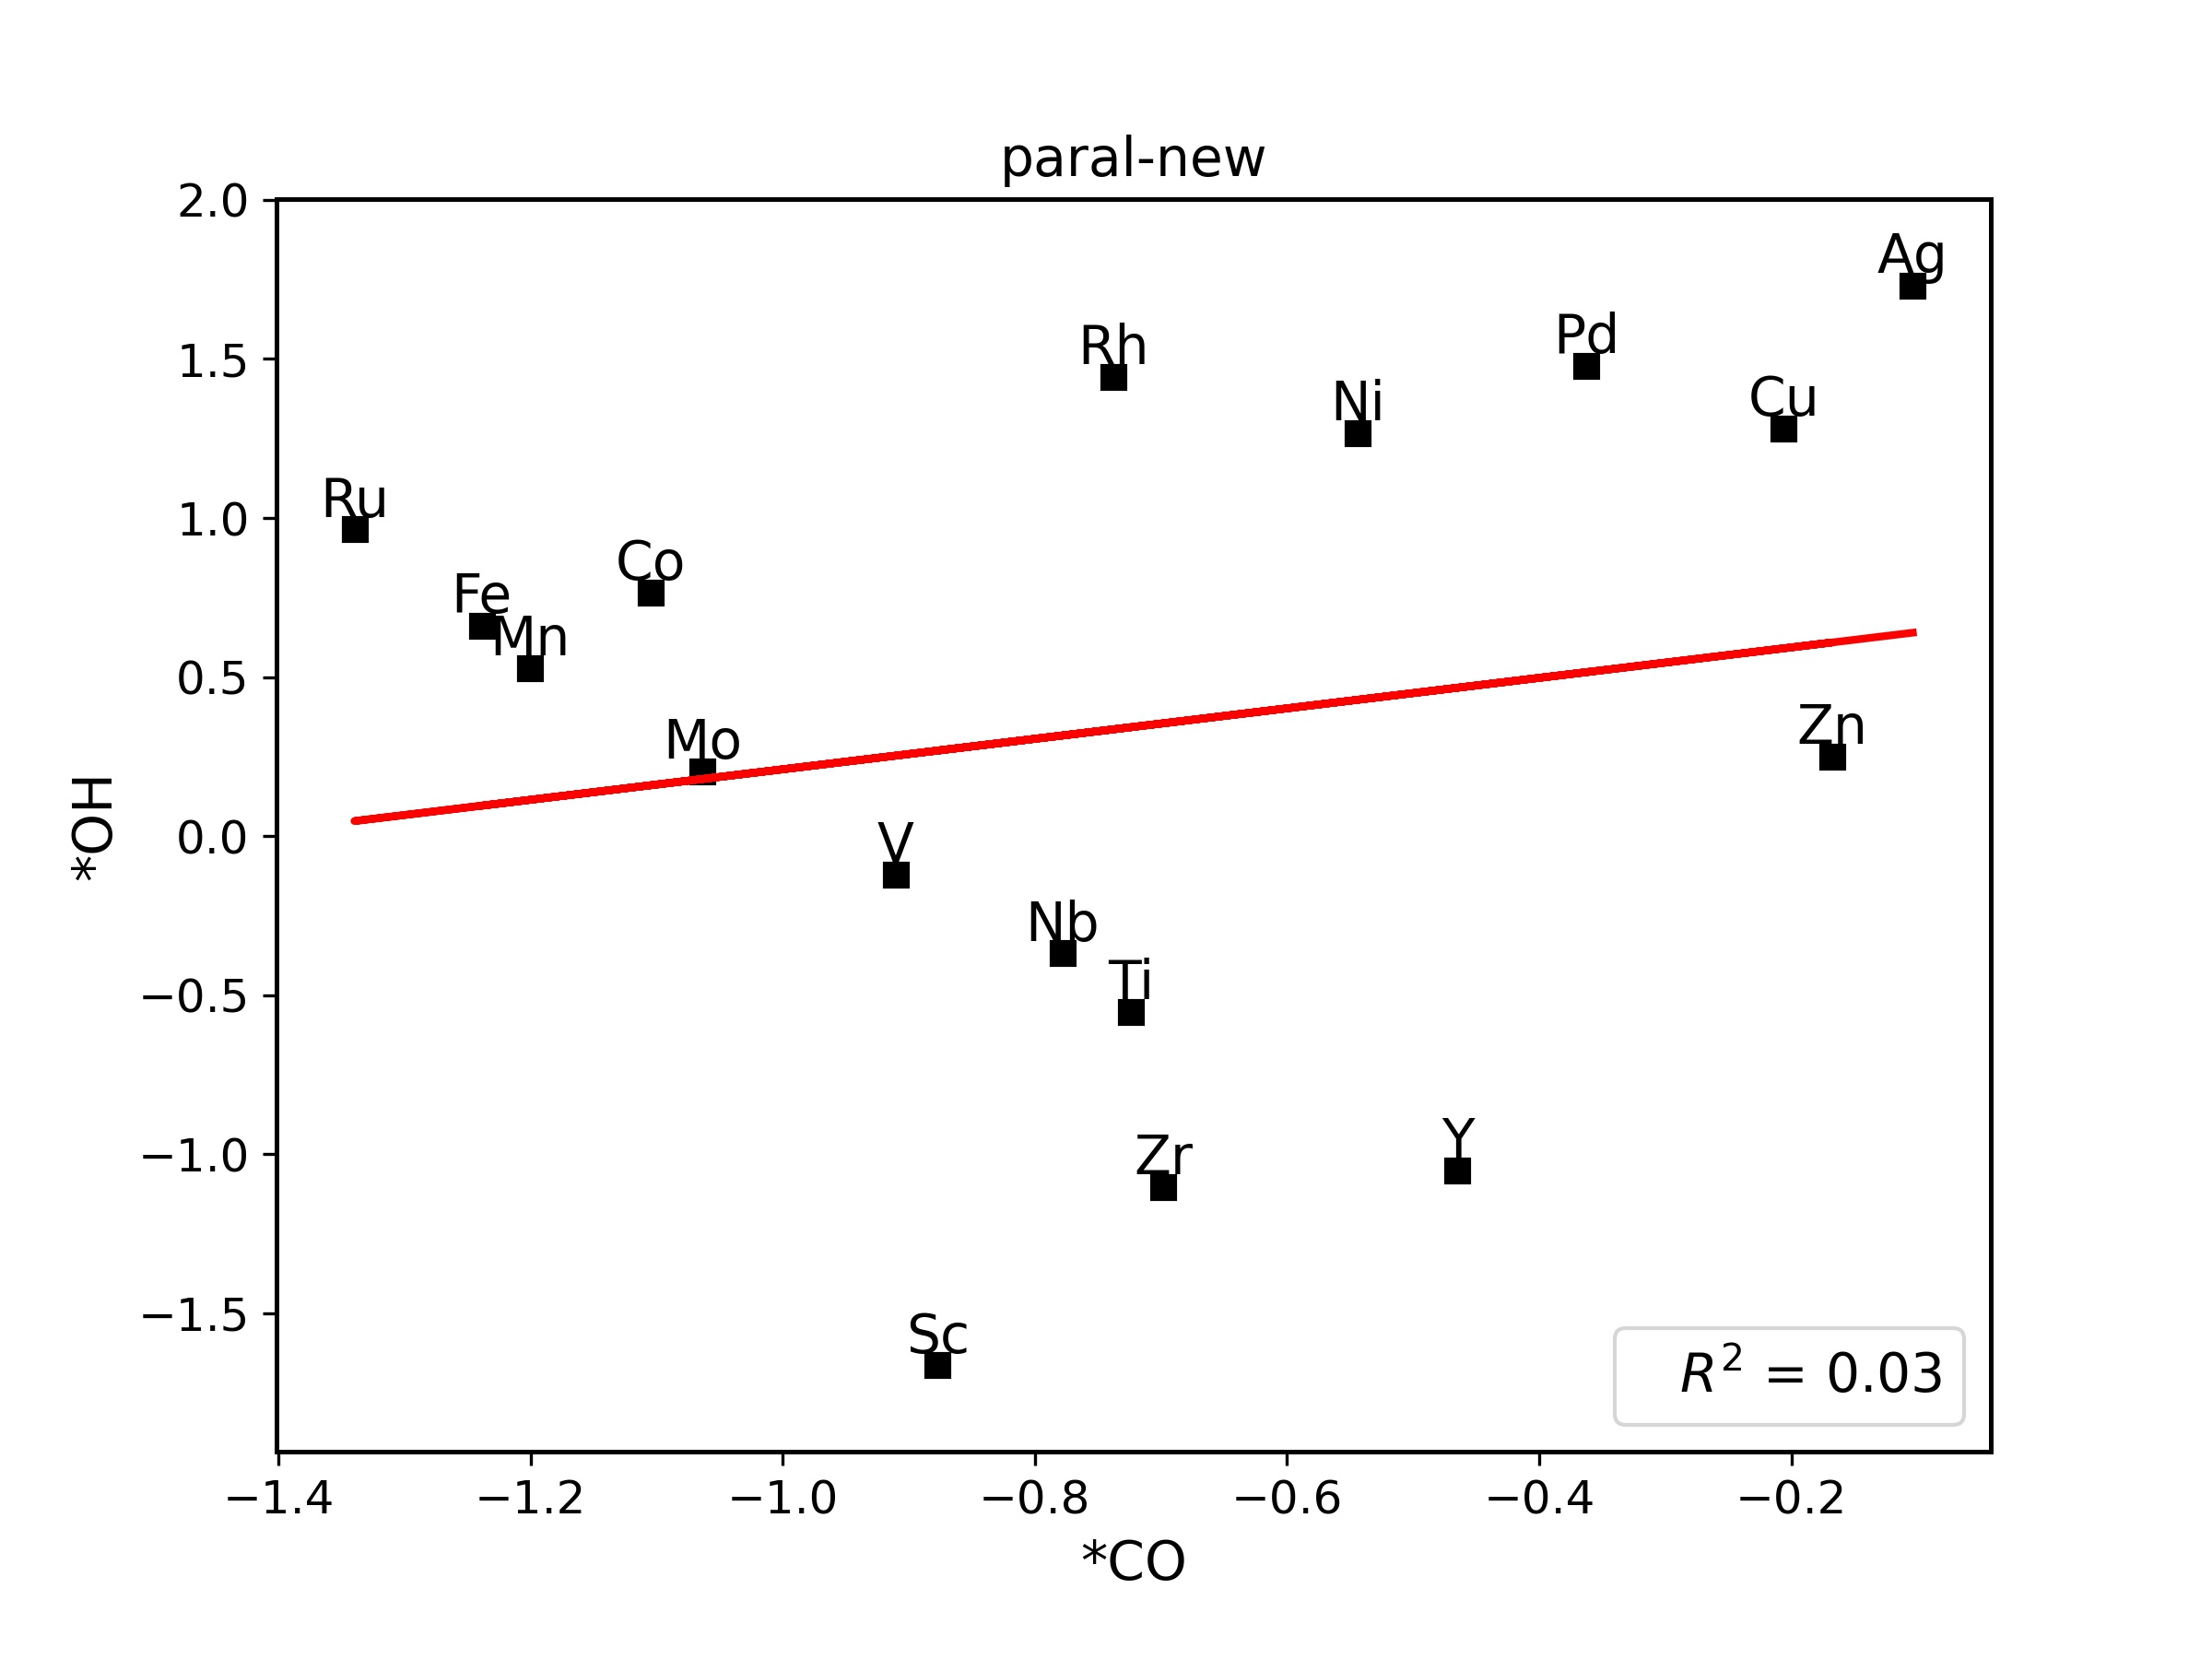 paral-new
2.0
1.5
1.0
0.5
0.0
−0.5
−1.0
−1.5
*OH
Ag
Pd
Rh
Cu
Ni
Ru
Co
Fe
Mn
Zn
Mo
V
Nb
Ti
Y
Zr
Sc
R² = 0.03
−1.4 −1.2 −1.0 −0.8 −0.6 −0.4 −0.2
*CO